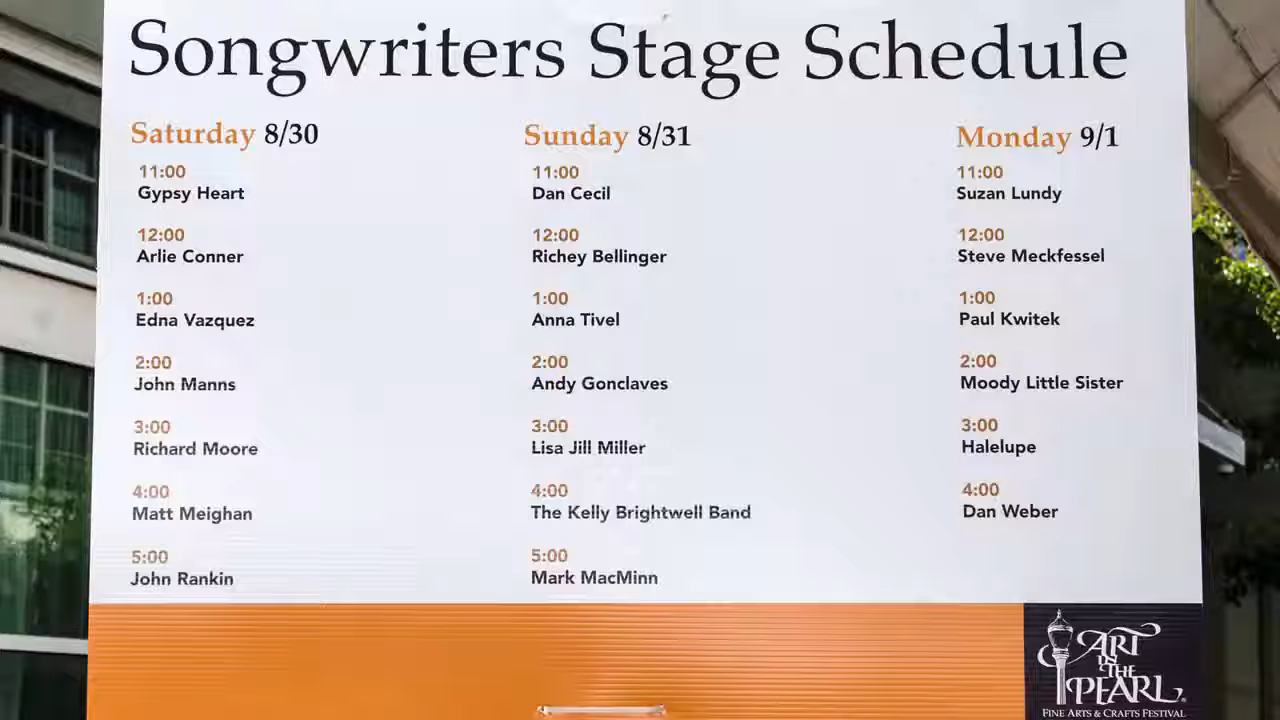 Songwriters Stage Schedule
Saturday 8/30
11:00
Gypsy Heart
12:00
Arlie Conner
1:00
Edna Vazquez
2:00
John Manns
3:00
Richard Moore
4:00
Matt Meighan
5:00
John Rankin
Sunday 8/31
11:00
Dan Cecil
12:00
Richey Bellinger
1:00
Anna Tivel
2:00
Andy Gonclaves
3:00
Lisa Jill Miller
4:00
The Kelly Brightwell Band
5:00
Mark MacMinn
Monday 9/1
11:00
Suzan Lundy
12:00
Steve Meckfessel
1:00
Paul Kwitek
2:00
Moody Little Sister
3:00
Halelupe
4:00
Dan Weber
ART
IN THE
PEARL
FINE ARTS & CRAFTS FESTIVAL